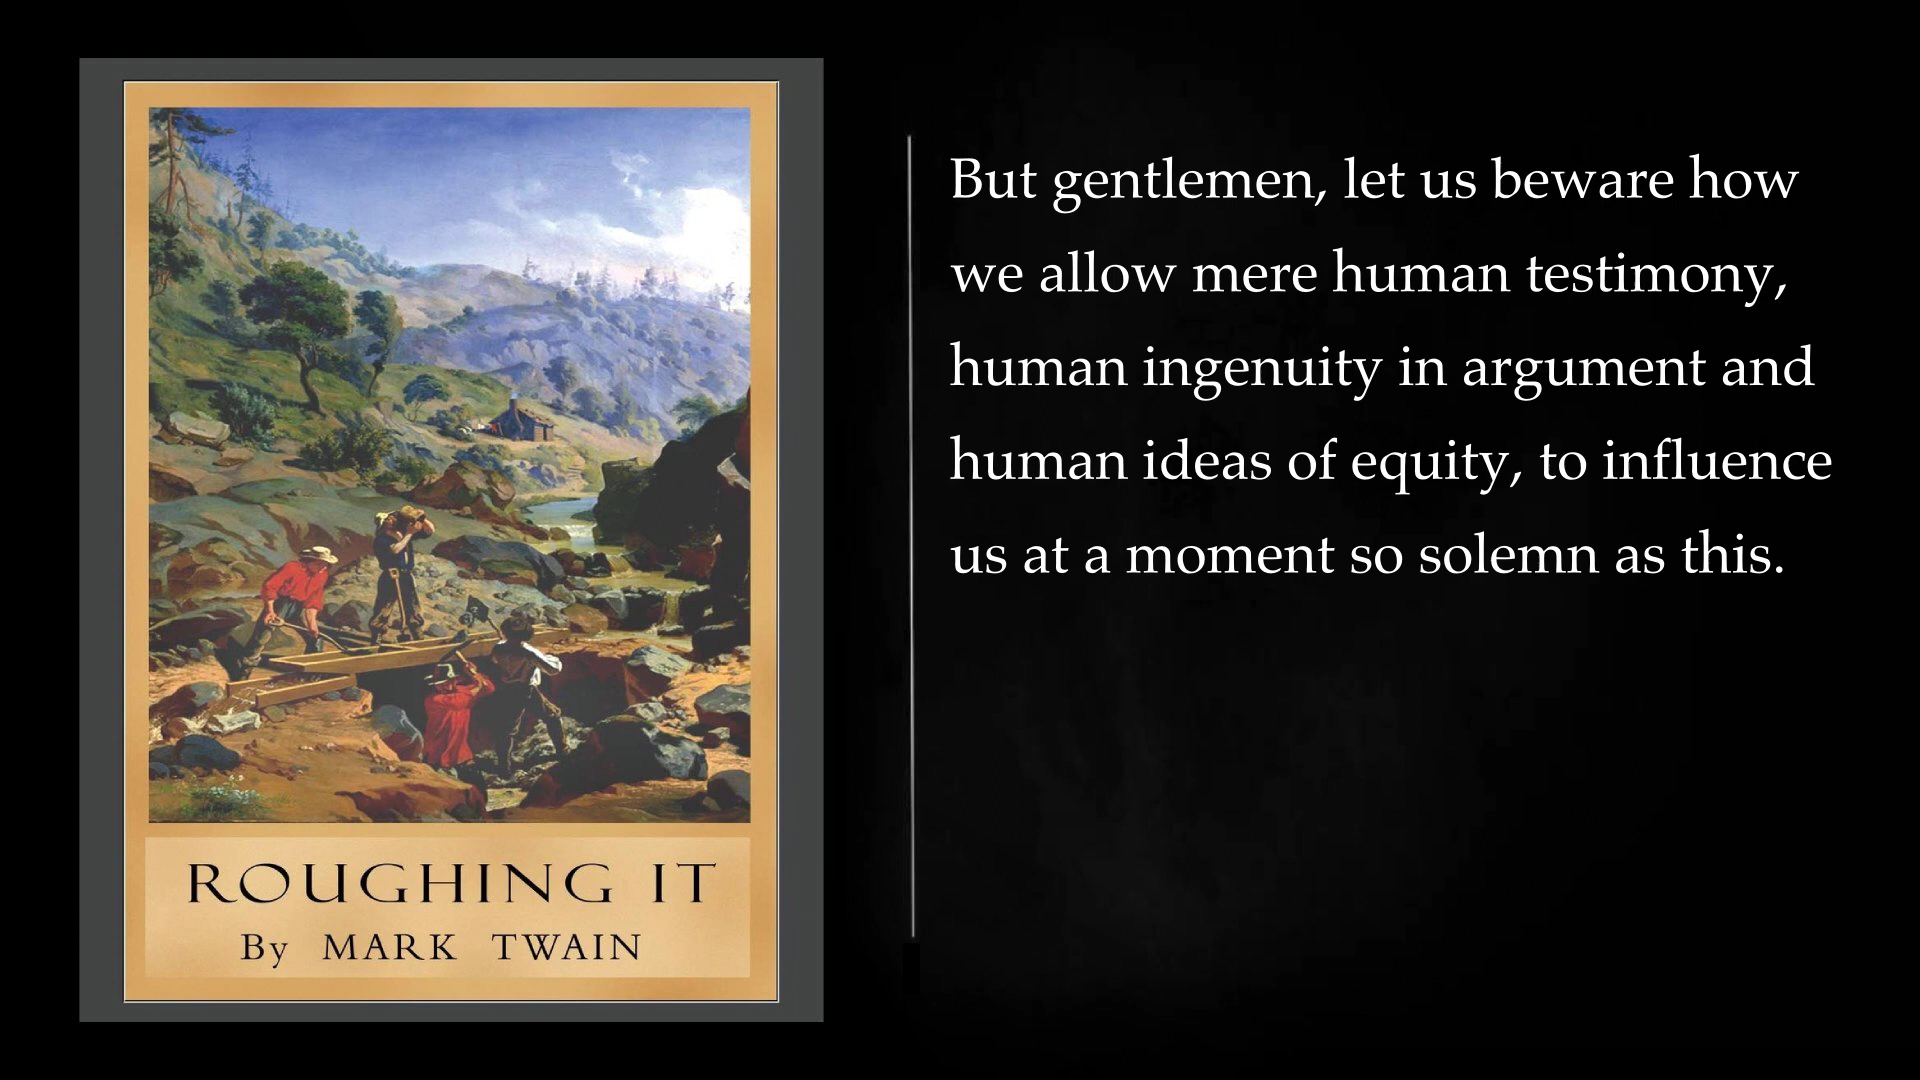 ROUGHING IT
By MARK TWAIN
But gentlemen, let us beware how
we allow mere human testimony,
human ingenuity in argument and
human ideas of equity, to influence
us at a moment so solemn as this.